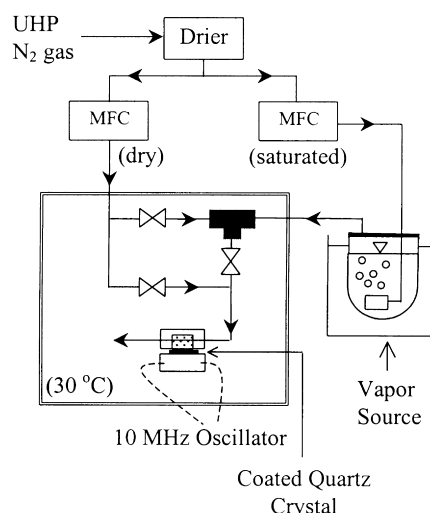 UHP
N₂ gas
Drier
MFC
MFC
(dry)
(saturated)
(30 °C)
Vapor
Source
10 MHz Oscillator
Coated Quartz
Crystal